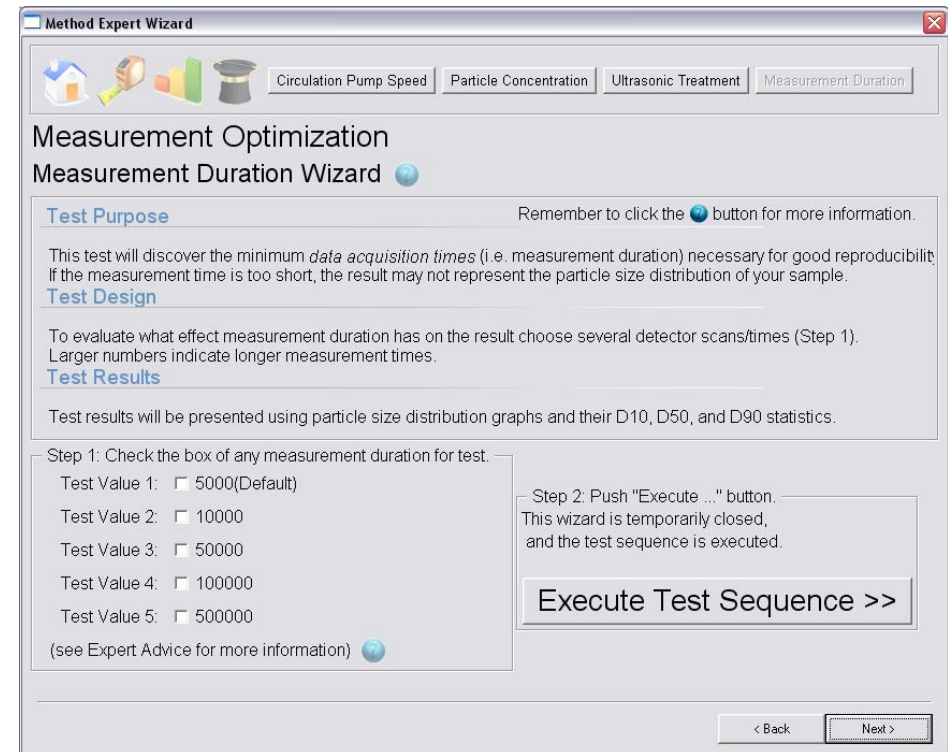 Method Expert Wizard
Circulation Pump Speed
Particle Concentration
Ultrasonic Treatment
Measurement Duration
Measurement Optimization
Measurement Duration Wizard ?
Test Purpose
Remember to click the ? button for more information.
This test will discover the minimum data acquisition times (i.e. measurement duration) necessary for good reproducibility
If the measurement time is too short, the result may not represent the particle size distribution of your sample.
Test Design
To evaluate what effect measurement duration has on the result choose several detector scans/times (Step 1).
Larger numbers indicate longer measurement times.
Test Results
Test results will be presented using particle size distribution graphs and their D10, D50, and D90 statistics.
Step 1: Check the box of any measurement duration for test.
Test Value 1: 5000(Default)
Test Value 2: 10000
Test Value 3: 50000
Test Value 4: 100000
Test Value 5: 500000
(see Expert Advice for more information) ?
Step 2: Push "Execute ..." button.
This wizard is temporarily closed,
and the test sequence is executed.
Execute Test Sequence >>
< Back
Next >